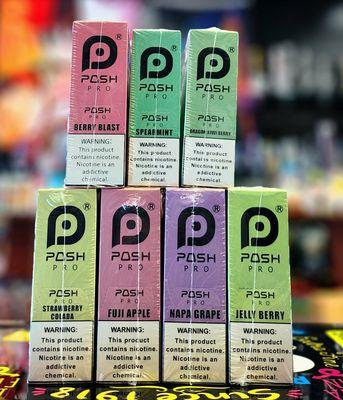 POSH
PRO
POSH
PRO
BERRY BLAST
WARNING:
This product
contains nicotine.
Nicotine is an
addictive
chemical.
POSH
PRO
POSH
PRO
SPEARMINT
WARNING:
This product
contains nicotine.
Nicotine is an
addictive
chemical.
POSH
PRO
POSH
PRO
DRAGON KIWI BERRY
WARNING:
This product
contains nicotine.
Nicotine is an
addictive
chemical.
POSH
PRO
POSH
PRO
STRAWBERRY
COLADA
WARNING:
This product
contains nicotine.
Nicotine is an
addictive
chemical.
POSH
PRO
POSH
PRO
FUJI APPLE
WARNING:
This product
contains nicotine.
Nicotine is an
addictive
chemical.
POSH
PRO
POSH
PRO
NAPA GRAPE
WARNING:
This product
contains nicotine.
Nicotine is an
addictive
chemical.
POSH
PRO
POSH
PRO
JELLY BERRY
WARNING:
This product
contains nicotine.
Nicotine is an
addictive
chemical.